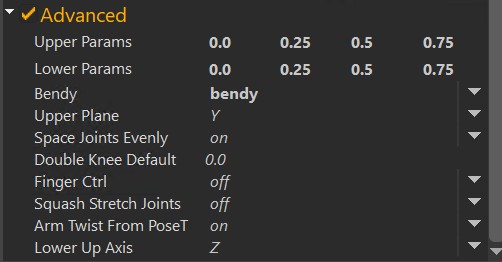 Advanced
Upper Params 0.0 0.25 0.5 0.75
Lower Params 0.0 0.25 0.5 0.75
Bendy bendy
Upper Plane Y
Space Joints Evenly on
Double Knee Default 0.0
Finger Ctrl off
Squash Stretch Joints off
Arm Twist From PoseT on
Lower Up Axis Z